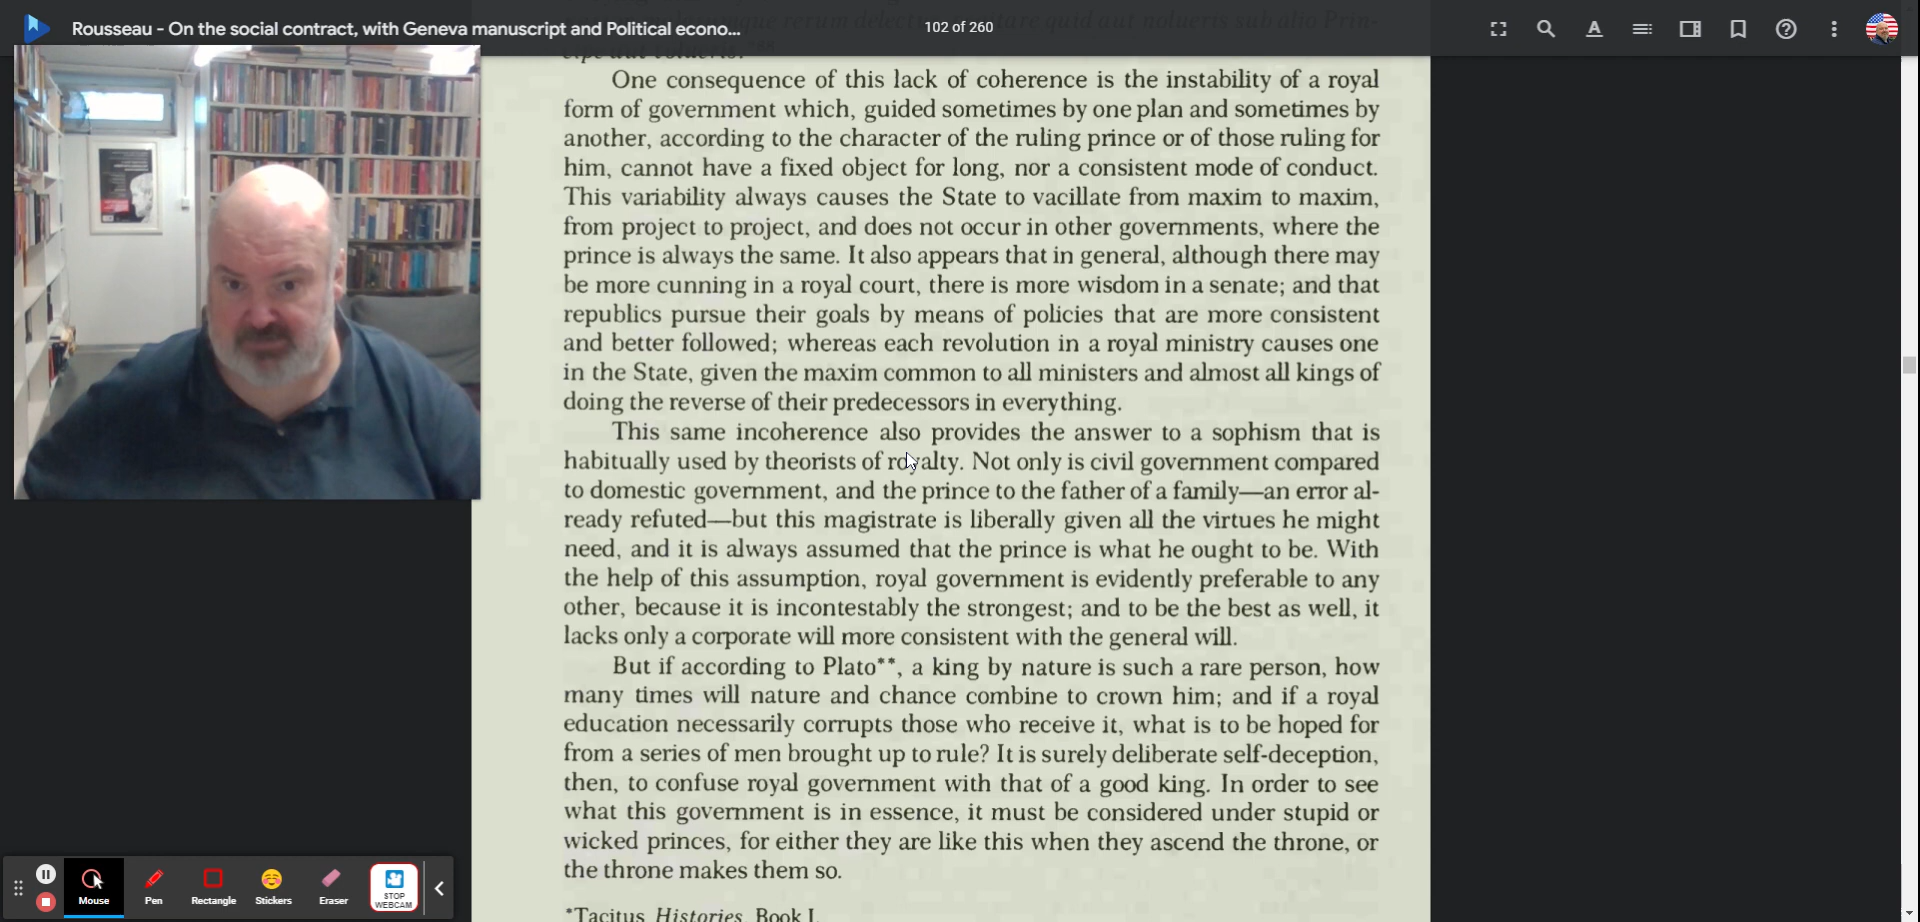 Rousseau - On the social contract, with Geneva manuscript and Political econo...
102 of 260
One consequence of this lack of coherence is the instability of a royal
form of government which, guided sometimes by one plan and sometimes by
another, according to the character of the ruling prince or of those ruling for
him, cannot have a fixed object for long, nor a consistent mode of conduct.
This variability always causes the State to vacillate from maxim to maxim,
from project to project, and does not occur in other governments, where the
prince is always the same. It also appears that in general, although there may
be more cunning in a royal court, there is more wisdom in a senate; and that
republics pursue their goals by means of policies that are more consistent
and better followed; whereas each revolution in a royal ministry causes one
in the State, given the maxim common to all ministers and almost all kings of
doing the reverse of their predecessors in everything.
This same incoherence also provides the answer to a sophism that is
habitually used by theorists of royalty. Not only is civil government compared
to domestic government, and the prince to the father of a family—an error al-
ready refuted—but this magistrate is liberally given all the virtues he might
need, and it is always assumed that the prince is what he ought to be. With
the help of this assumption, royal government is evidently preferable to any
other, because it is incontestably the strongest; and to be the best as well, it
lacks only a corporate will more consistent with the general will.
But if according to Plato**, a king by nature is such a rare person, how
many times will nature and chance combine to crown him; and if a royal
education necessarily corrupts those who receive it, what is to be hoped for
from a series of men brought up to rule? It is surely deliberate self-deception,
then, to confuse royal government with that of a good king. In order to see
what this government is in essence, it must be considered under stupid or
wicked princes, for either they are like this when they ascend the throne, or
the throne makes them so.
*Tacitus, Histories, Book I.
Mouse
Pen
Rectangle
Stickers
Eraser
STOP
WEBCAM